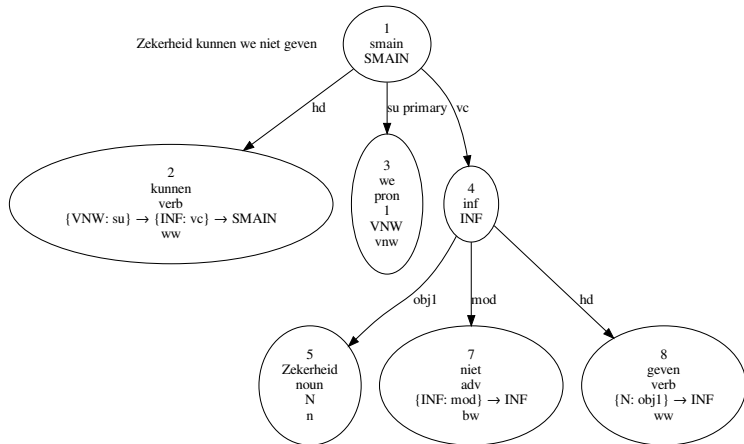 Zekerheid kunnen we niet geven
1
smain
SMAIN
hd
su primary
vc
2
kunnen
verb
{VNW: su} → {INF: vc} → SMAIN
ww
3
we
pron
1
VNW
vnw
4
inf
INF
obj1
mod
hd
5
Zekerheid
noun
N
n
7
niet
adv
{INF: mod} → INF
bw
8
geven
verb
{N: obj1} → INF
ww